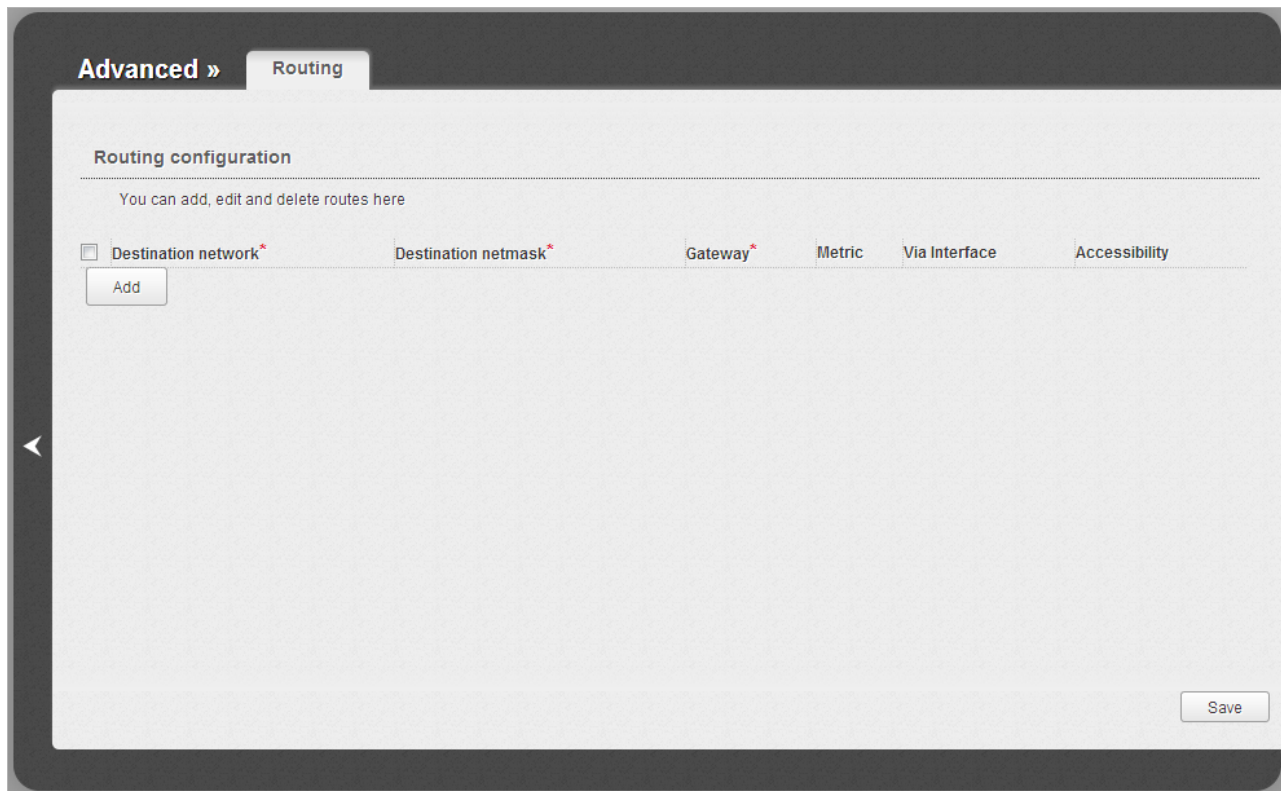 Advanced »
Routing
Routing configuration
You can add, edit and delete routes here
Destination network* Destination netmask* Gateway* Metric Via Interface Accessibility
Add
Save